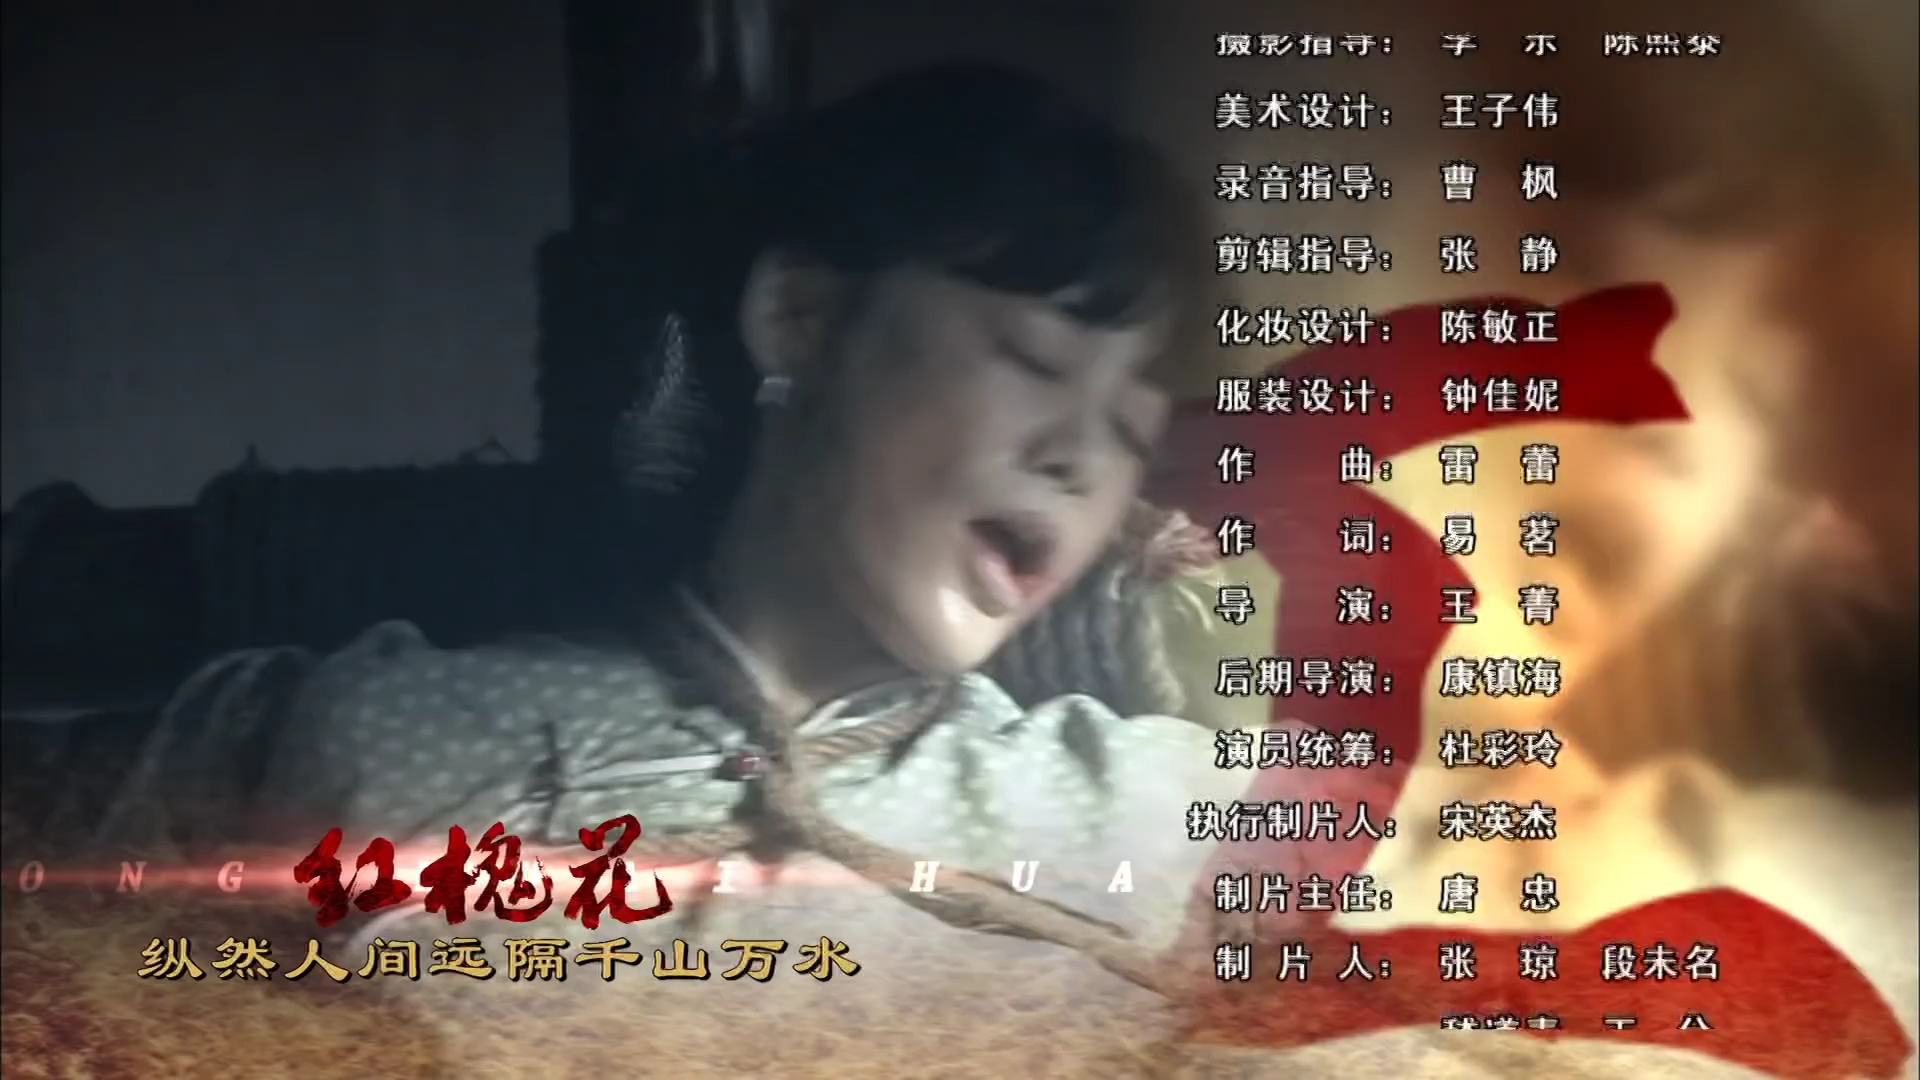 美术设计： 王子伟
录音指导： 曹 枫
剪辑指导： 张 静
化妆设计： 陈敏正
服装设计： 钟佳妮
作 曲： 雷 蕾
作 词： 易 茗
导 演： 王 菁
后期导演： 康镇海
演员统筹： 杜彩玲
执行制片人： 宋英杰
制片主任： 唐 忠
制 片 人： 张 琼 段未名
红槐花
ONG I HUA
纵然人间远隔千山万水